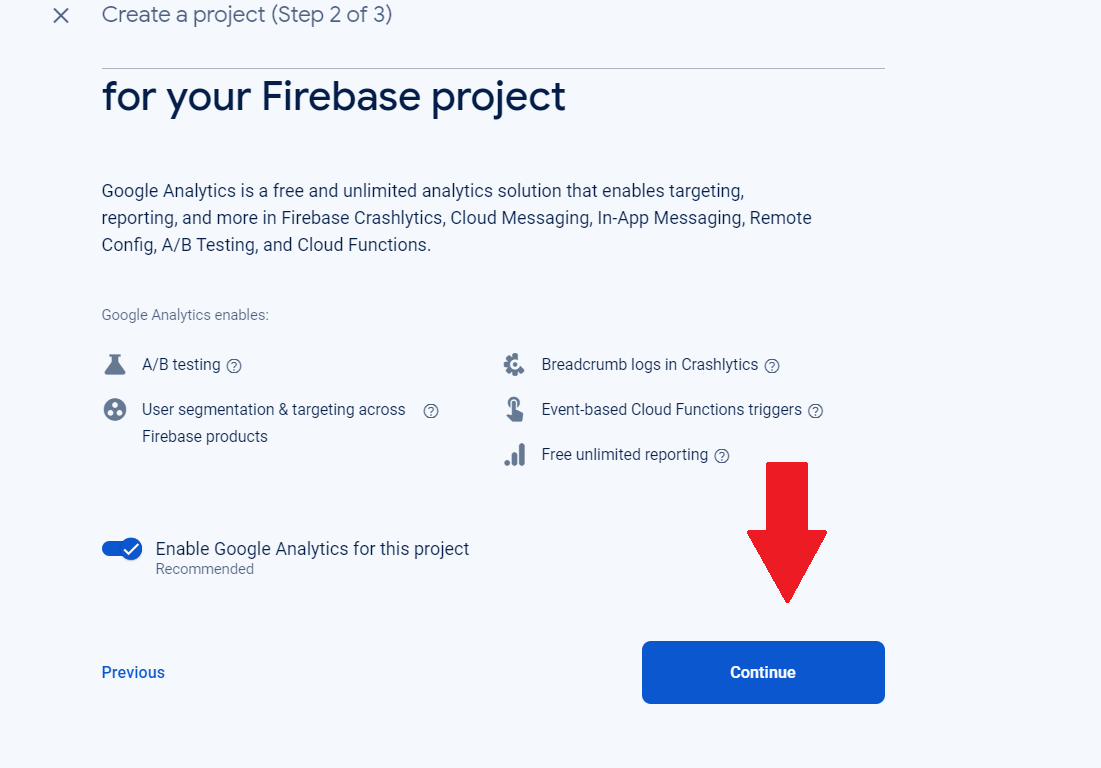 Create a project (Step 2 of 3)
for your Firebase project
Google Analytics is a free and unlimited analytics solution that enables targeting,
reporting, and more in Firebase Crashlytics, Cloud Messaging, In-App Messaging, Remote
Config, A/B Testing, and Cloud Functions.
Google Analytics enables:
A/B testing
User segmentation & targeting across
Firebase products
Breadcrumb logs in Crashlytics
Event-based Cloud Functions triggers
Free unlimited reporting
Enable Google Analytics for this project
Recommended
Previous
Continue